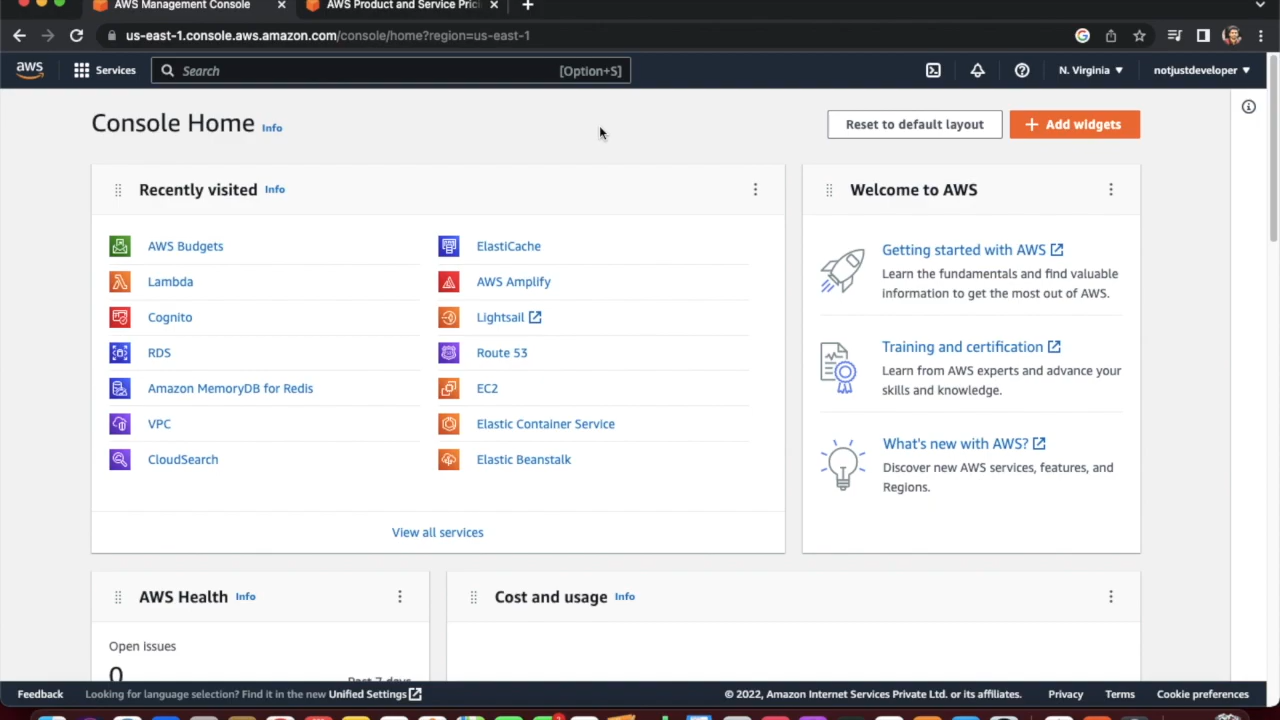 AWS Management Console
AWS Product and Service Prici
us-east-1.console.aws.amazon.com/console/home?region=us-east-1
aws
Services
Search
[Option+S]
N. Virginia
notjustdeveloper
Console Home Info
Reset to default layout
Add widgets
Recently visited Info
AWS Budgets
Lambda
Cognito
RDS
Amazon MemoryDB for Redis
VPC
CloudSearch
ElastiCache
AWS Amplify
Lightsail
Route 53
EC2
Elastic Container Service
Elastic Beanstalk
View all services
Welcome to AWS
Getting started with AWS
Learn the fundamentals and find valuable
information to get the most out of AWS.
Training and certification
Learn from AWS experts and advance your
skills and knowledge.
What's new with AWS?
Discover new AWS services, features, and
Regions.
AWS Health Info
Open issues
0
Past 7 days
Cost and usage Info
Feedback
Looking for language selection? Find it in the new Unified Settings
© 2022, Amazon Internet Services Private Ltd. or its affiliates.
Privacy
Terms
Cookie preferences